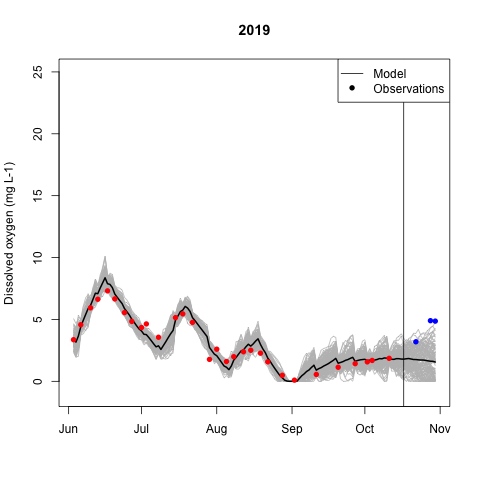 2019
Dissolved oxygen (mg L-1)
25
20
15
10
5
0
Model
Observations
Jun Jul Aug Sep Oct Nov